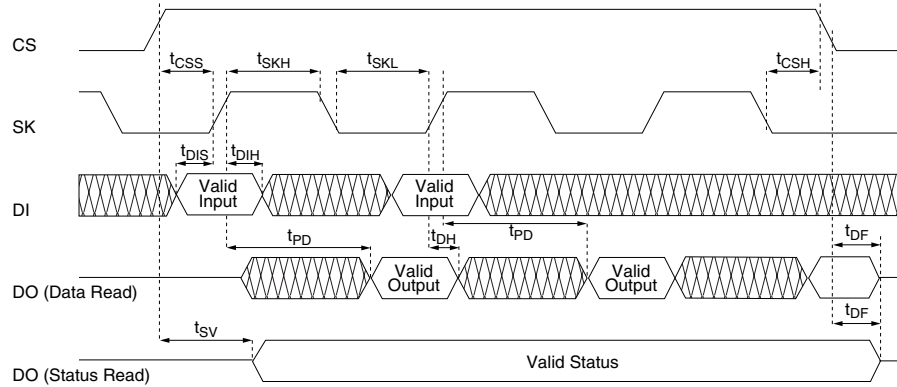 CS
tCSS
tSKH
tSKL
tCSH
SK
tDIS
tDIH
Valid
Input
Valid
Input
DI
tPD
tDH
tPD
tDF
Valid
Output
Valid
Output
DO (Data Read)
tSV
tDF
Valid Status
DO (Status Read)